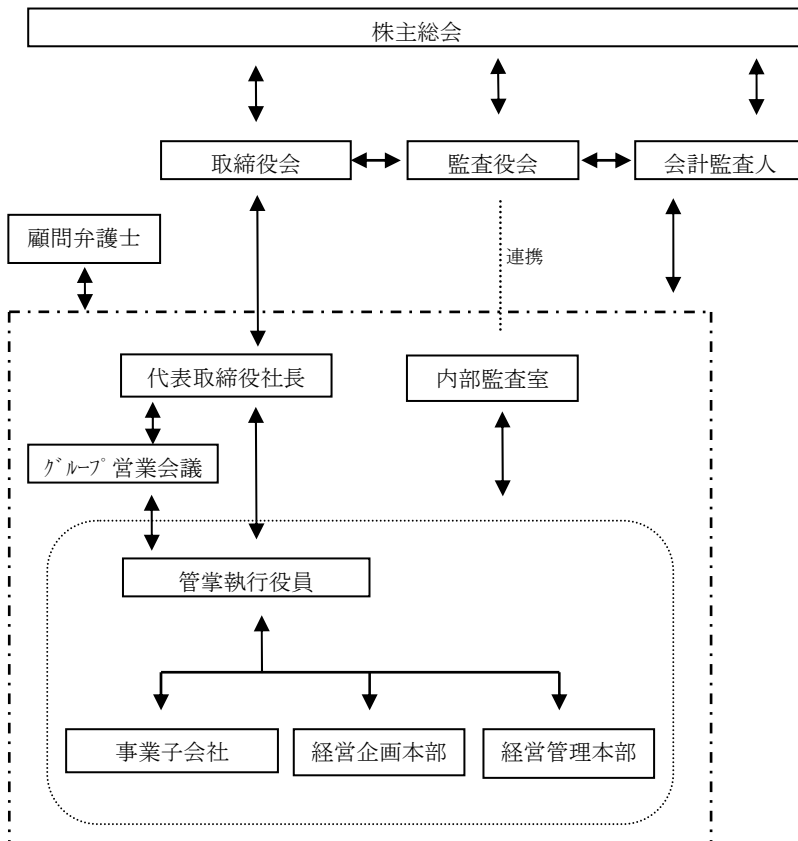 株主総会
取締役会
監査役会
会計監査人
顧問弁護士
連携
代表取締役社長
内部監査室
ｸﾞﾙｰﾌﾟ営業会議
管掌執行役員
事業子会社
経営企画本部
経営管理本部